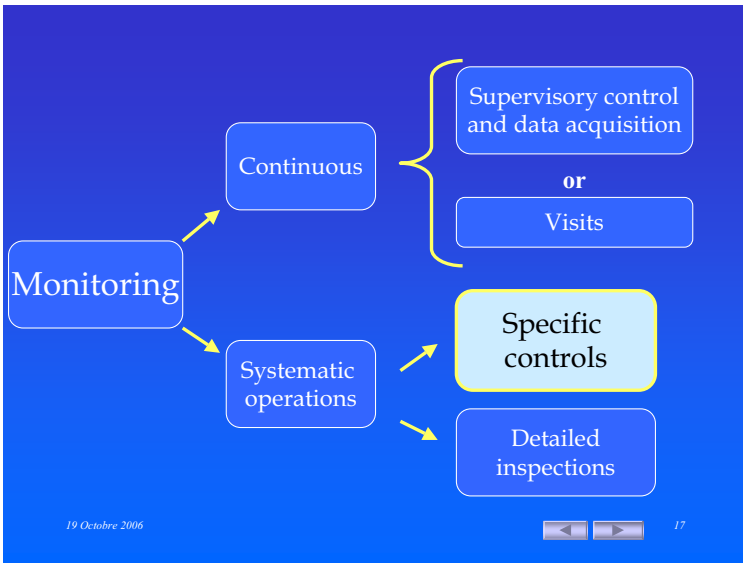 Supervisory control
and data acquisition
Continuous
or
Visits
Monitoring
Specific
controls
Systematic
operations
Detailed
inspections
19 Octobre 2006
17